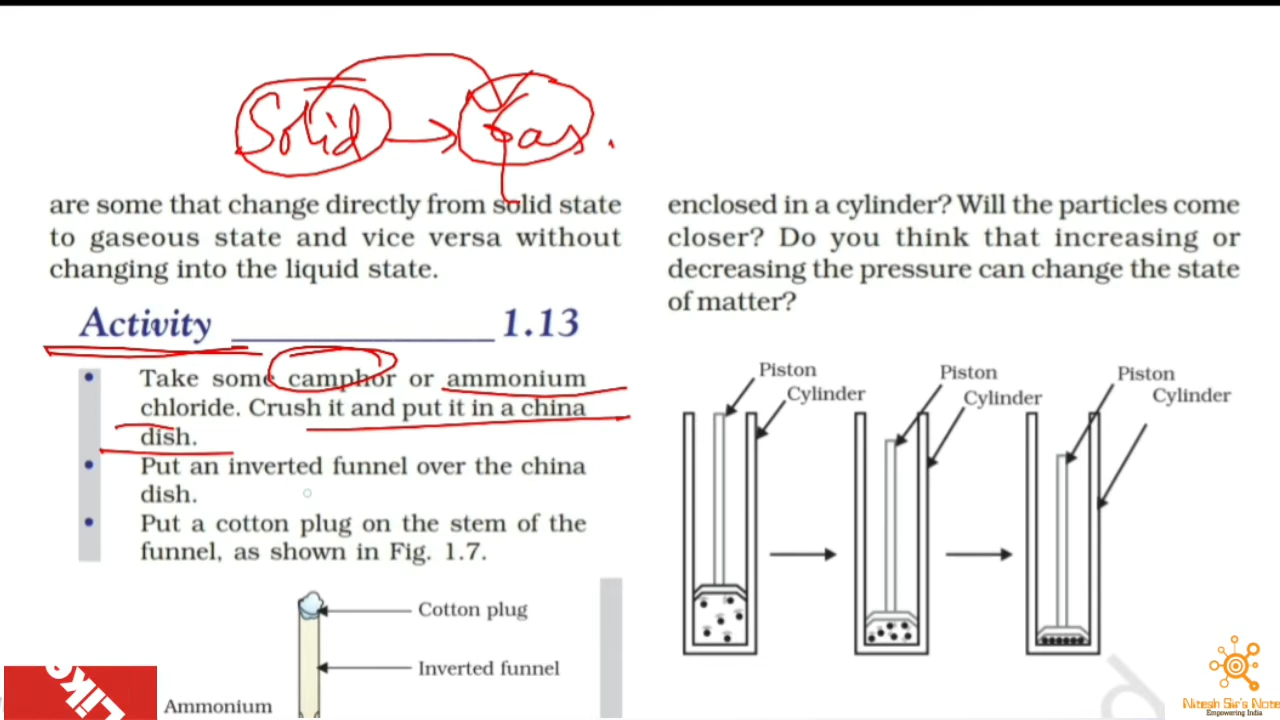 Solid → gas.
are some that change directly from solid state
to gaseous state and vice versa without
changing into the liquid state.
Activity 1.13
• Take some camphor or ammonium
chloride. Crush it and put it in a china
dish.
• Put an inverted funnel over the china
dish.
• Put a cotton plug on the stem of the
funnel, as shown in Fig. 1.7.
Cotton plug
Inverted funnel
Ammonium
enclosed in a cylinder? Will the particles come
closer? Do you think that increasing or
decreasing the pressure can change the state
of matter?
Piston
Cylinder
Piston
Cylinder
Piston
Cylinder
d
Nitesh Sir's Note
Empowering India